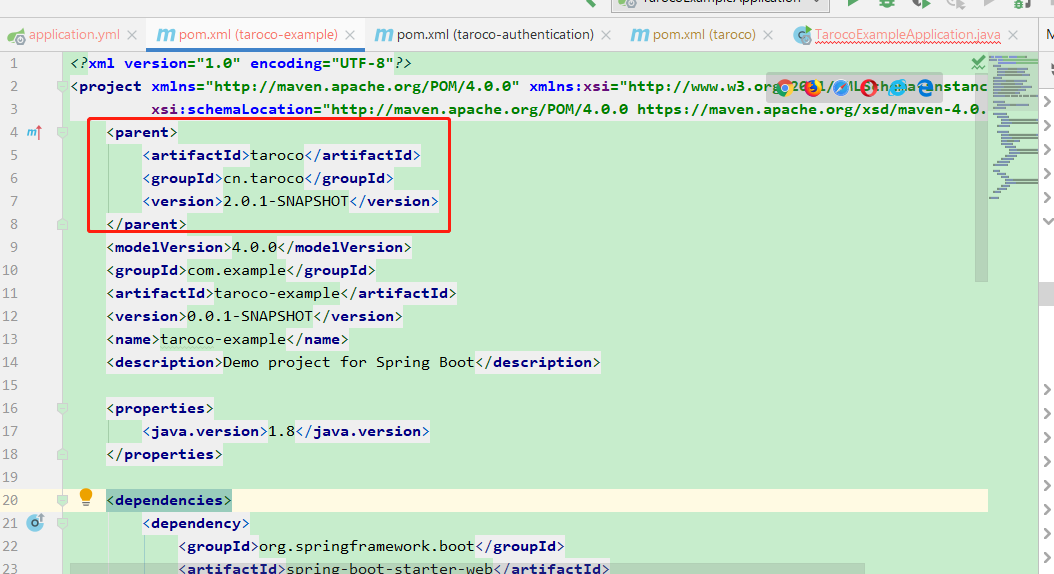 TarocoExampleApplication
application.yml
pom.xml (taroco-example)
pom.xml (taroco-authentication)
pom.xml (taroco)
TarocoExampleApplication.java
1 <?xml version="1.0" encoding="UTF-8"?>
2 <project xmlns="http://maven.apache.org/POM/4.0.0" xmlns:xsi="http://www.w3.org/2001/XMLSchema-instanc
3 xsi:schemaLocation="http://maven.apache.org/POM/4.0.0 https://maven.apache.org/xsd/maven-4.0.
4 <parent>
5 <artifactId>taroco</artifactId>
6 <groupId>cn.taroco</groupId>
7 <version>2.0.1-SNAPSHOT</version>
8 </parent>
9 <modelVersion>4.0.0</modelVersion>
10 <groupId>com.example</groupId>
11 <artifactId>taroco-example</artifactId>
12 <version>0.0.1-SNAPSHOT</version>
13 <name>taroco-example</name>
14 <description>Demo project for Spring Boot</description>
15
16 <properties>
17 <java.version>1.8</java.version>
18 </properties>
19
20 <dependencies>
21 <dependency>
22 <groupId>org.springframework.boot</groupId>
23 <artifactId>spring-boot-starter-web</artifactId>